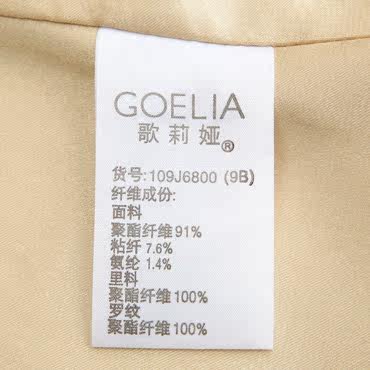 GOELIA
歌莉娅®
货号:109J6800 (9B)
纤维成份:
面料
聚酯纤维91%
粘纤 7.6%
氨纶 1.4%
里料
聚酯纤维100%
罗纹
聚酯纤维100%